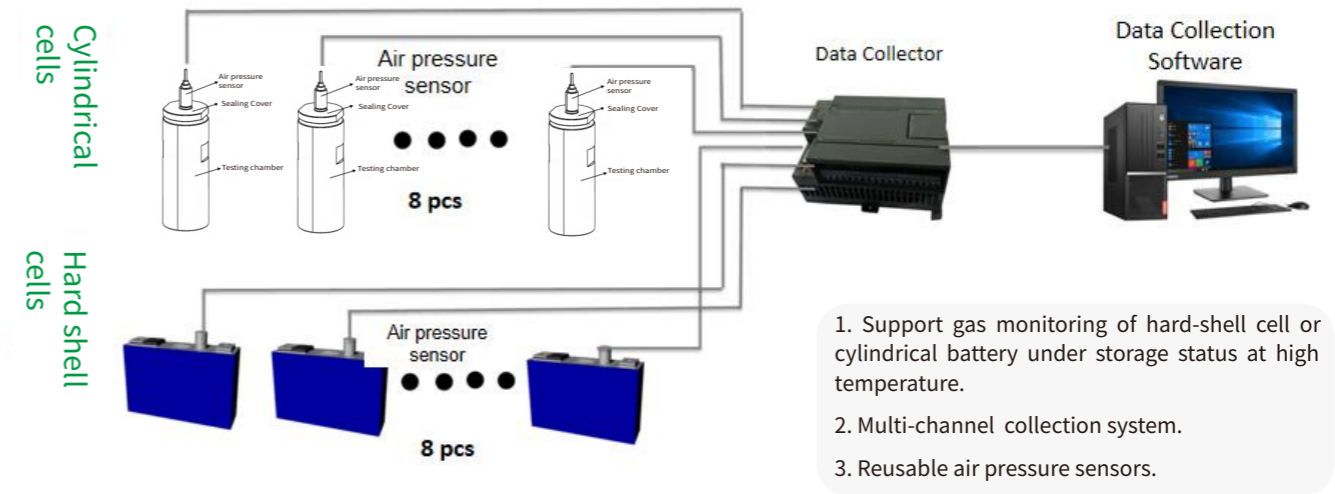 Cylindrical
cells
Air pressure
sensor
Air pressure
sensor
Sealing Cover
Testing chamber
Air pressure
sensor
Sealing Cover
Testing chamber
8 pcs
Air pressure
sensor
Sealing Cover
Testing chamber
Data Collector
Data Collection
Software
Hard shell
cells
Air pressure
sensor
8 pcs
1. Support gas monitoring of hard-shell cell or
cylindrical battery under storage status at high
temperature.
2. Multi-channel collection system.
3. Reusable air pressure sensors.